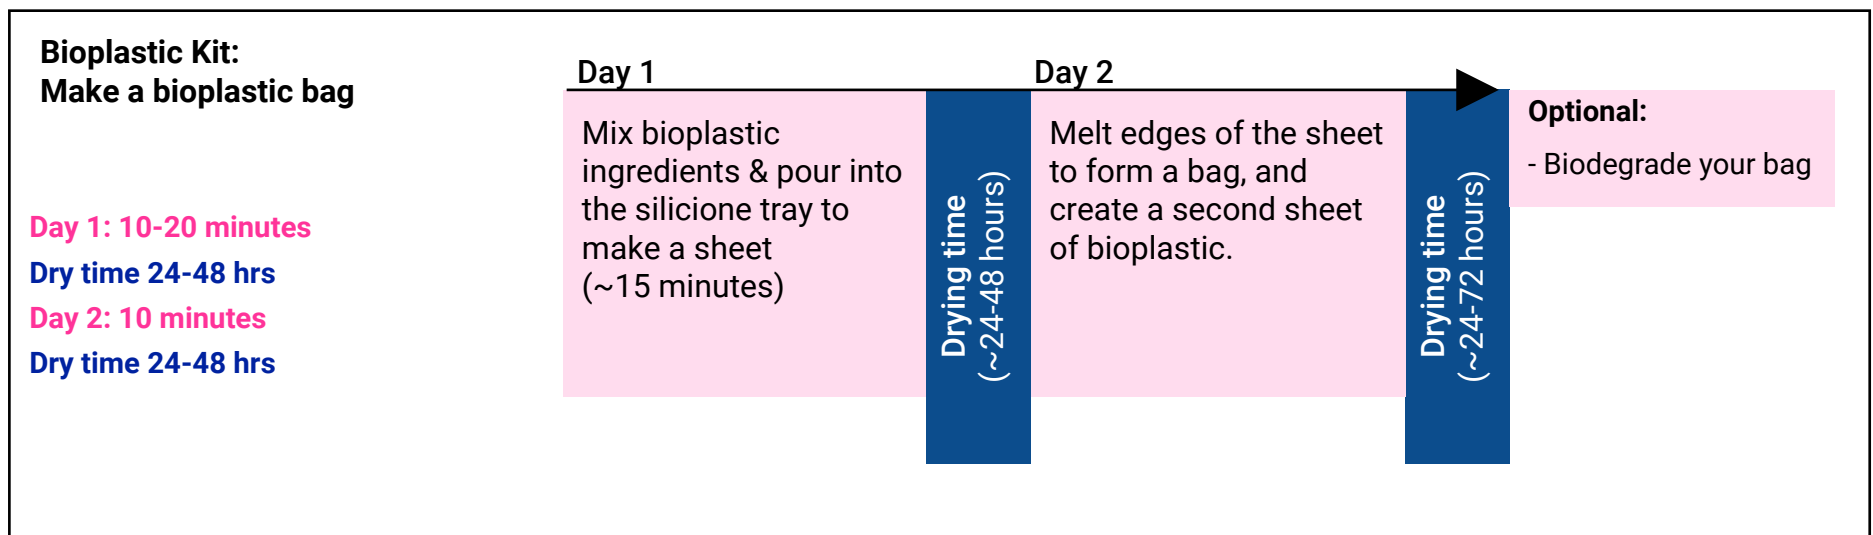 Bioplastic Kit:
Make a bioplastic bag
Day 1: 10-20 minutes
Dry time 24-48 hrs
Day 2: 10 minutes
Dry time 24-48 hrs
Day 1
Mix bioplastic
ingredients & pour into
the silicione tray to
make a sheet
(~15 minutes)
Drying time
(~24-48 hours)
Day 2
Melt edges of the sheet
to form a bag, and
create a second sheet
of bioplastic.
Drying time
(~24-72 hours)
Optional:
- Biodegrade your bag